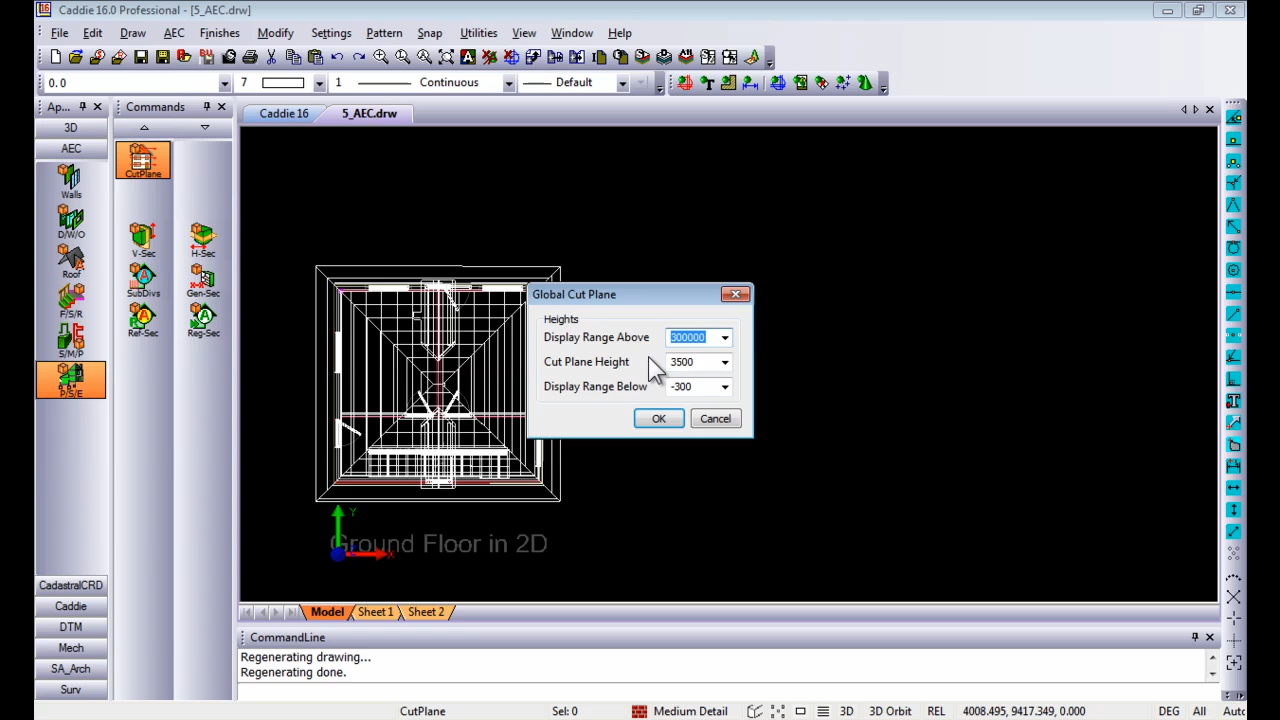 Caddie 16.0 Professional - [5_AEC.drw]
File Edit Draw AEC Finishes Modify Settings Pattern Snap Utilities View Window Help
0.0 7 1 Continuous Default
Ap... Commands
Caddie 16 5_AEC.drw
3D
AEC
Walls
D/W/O
Roof
F/S/R
S/M/P
P/S/E
CutPlane
V-Sec H-Sec
SubDivs Gen-Sec
Ref-Sec Reg-Sec
Global Cut Plane
Heights
Display Range Above 300000
Cut Plane Height 3500
Display Range Below -300
OK Cancel
Y
X
Ground Floor in 2D
CadastralCRD
Caddie
DTM
Mech
SA_Arch
Surv
Model Sheet 1 Sheet 2
CommandLine
Regenerating drawing...
Regenerating done.
CutPlane Sel: 0 Medium Detail 3D 3D Orbit REL 4008.495, 9417.349, 0.000 DEG All Auto